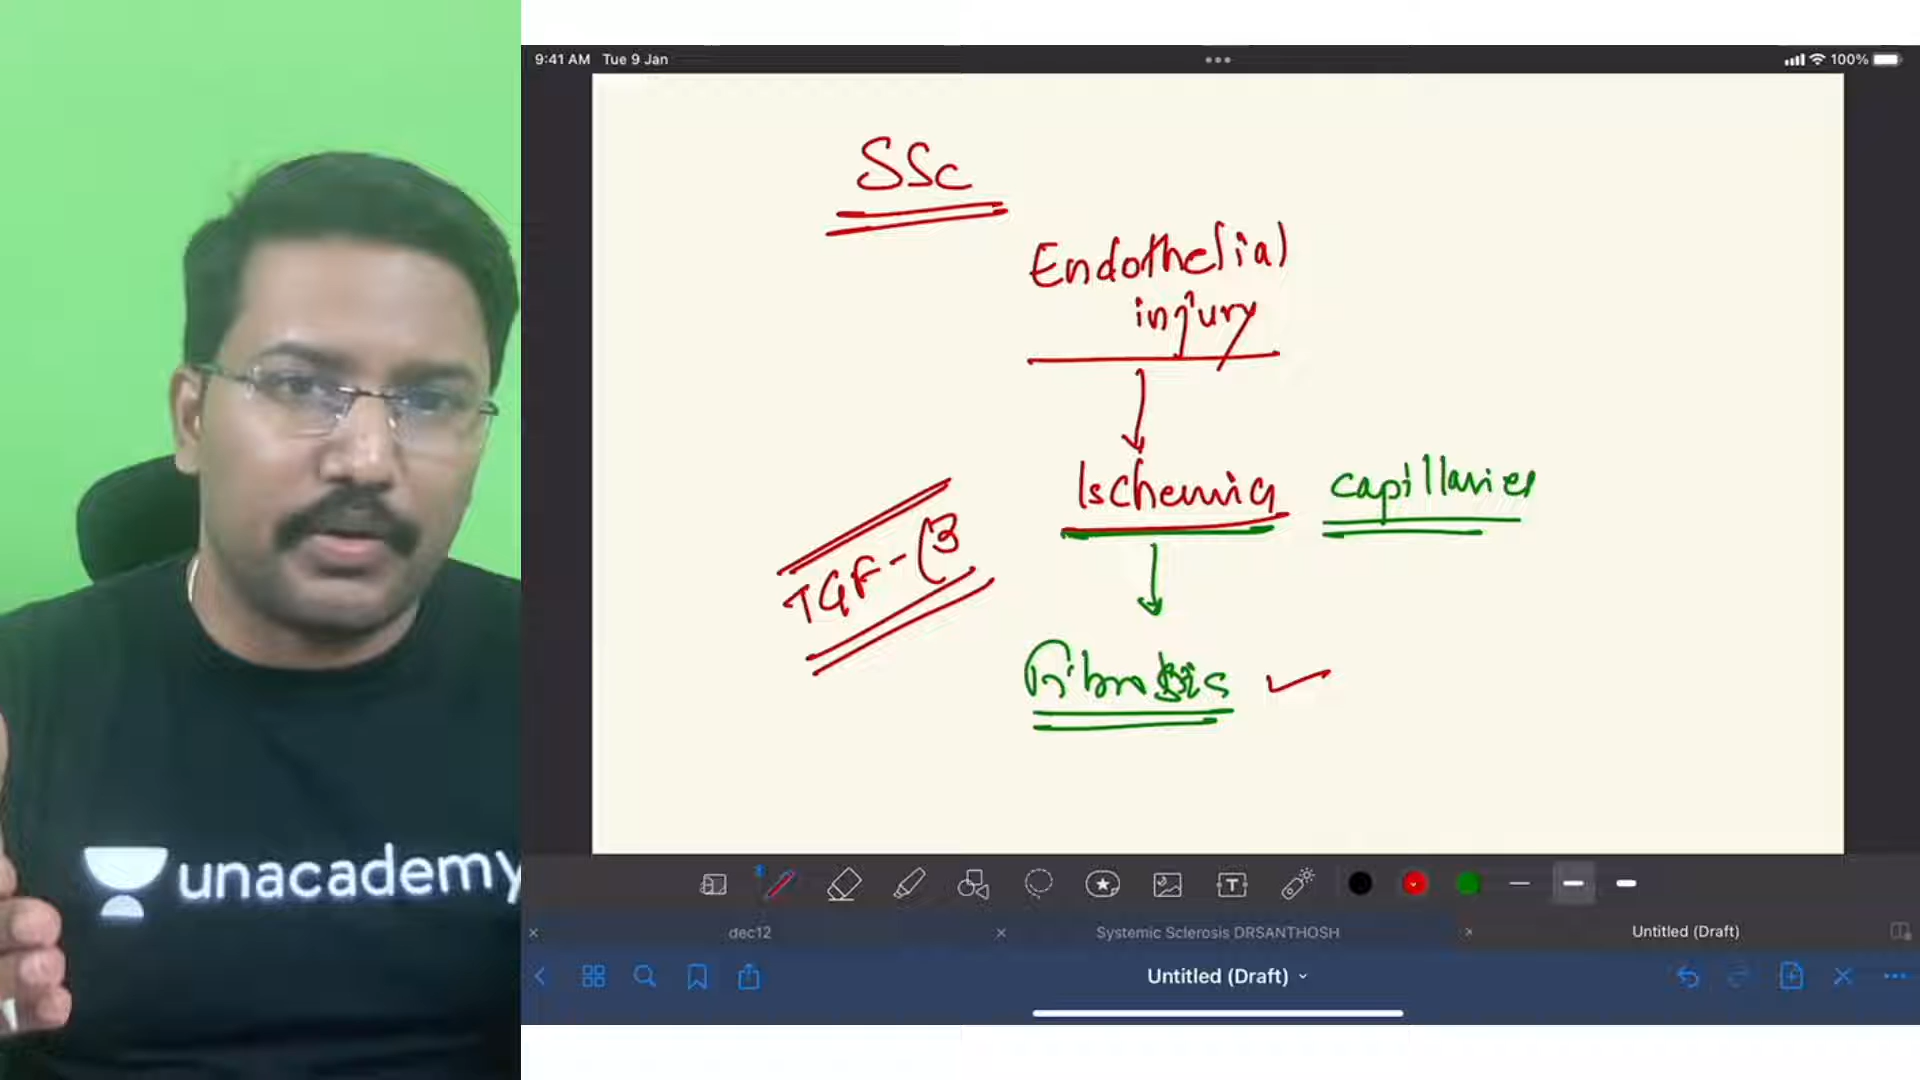 9:41 AM Tue 9 Jan
100%
SSc
Endothelial
injury
Ischemia
capillaries
TGF-β
Fibrosis
unacademy
dec12
Systemic Sclerosis DRSANTHOSH
Untitled (Draft)
Untitled (Draft)